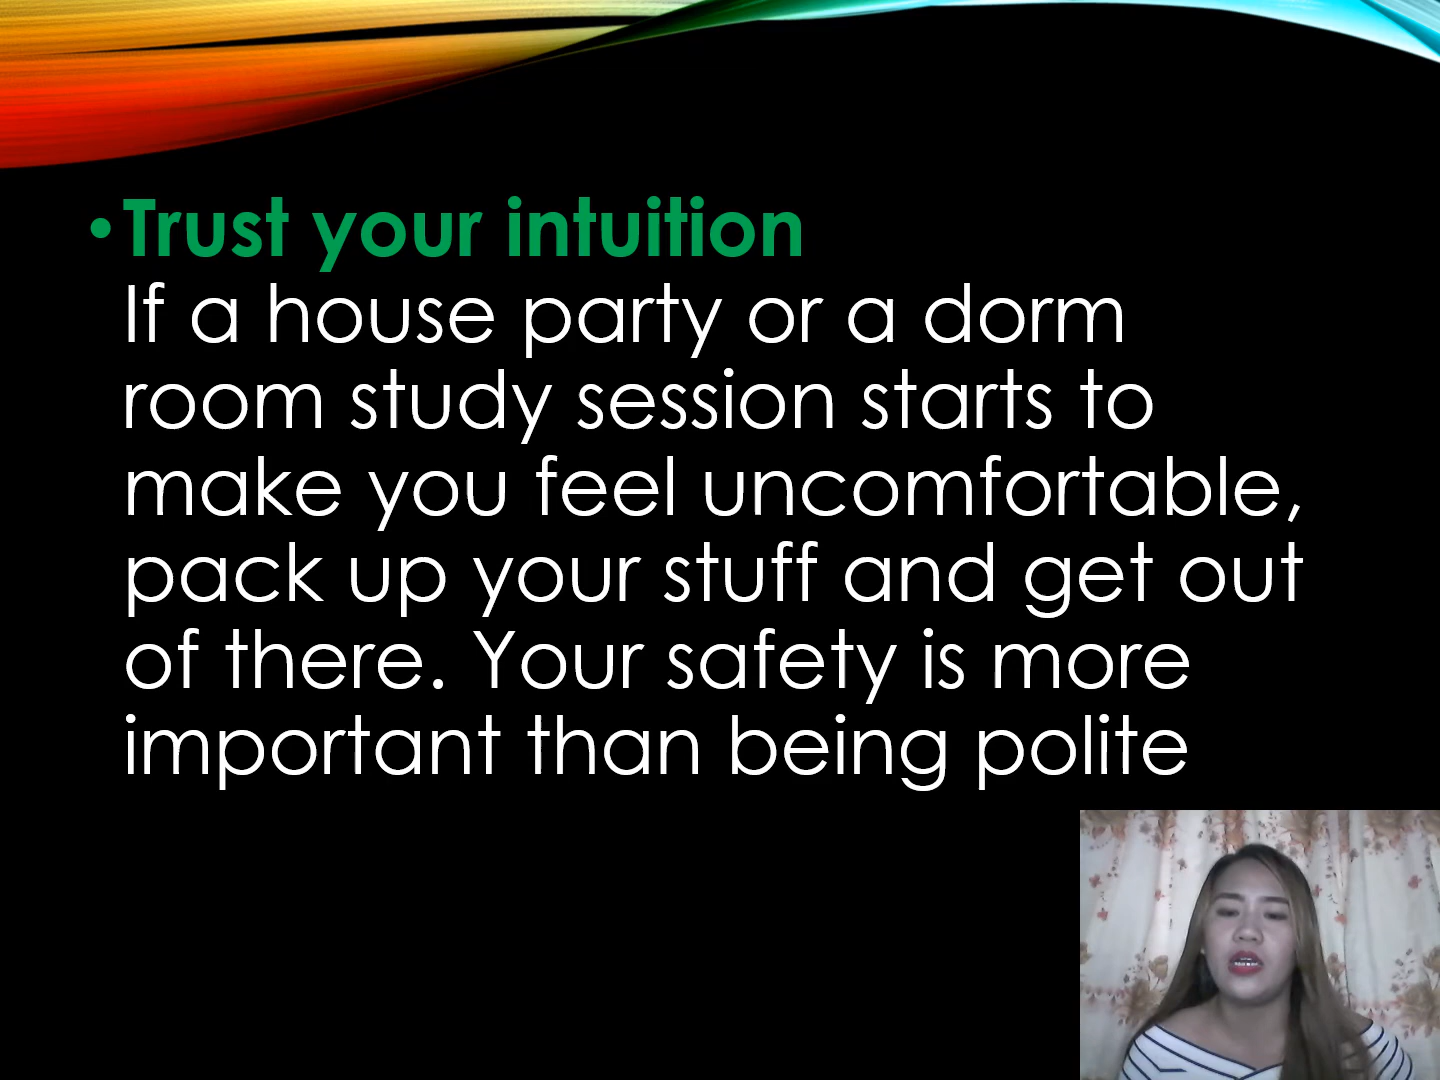 • Trust your intuition
If a house party or a dorm
room study session starts to
make you feel uncomfortable,
pack up your stuff and get out
of there. Your safety is more
important than being polite